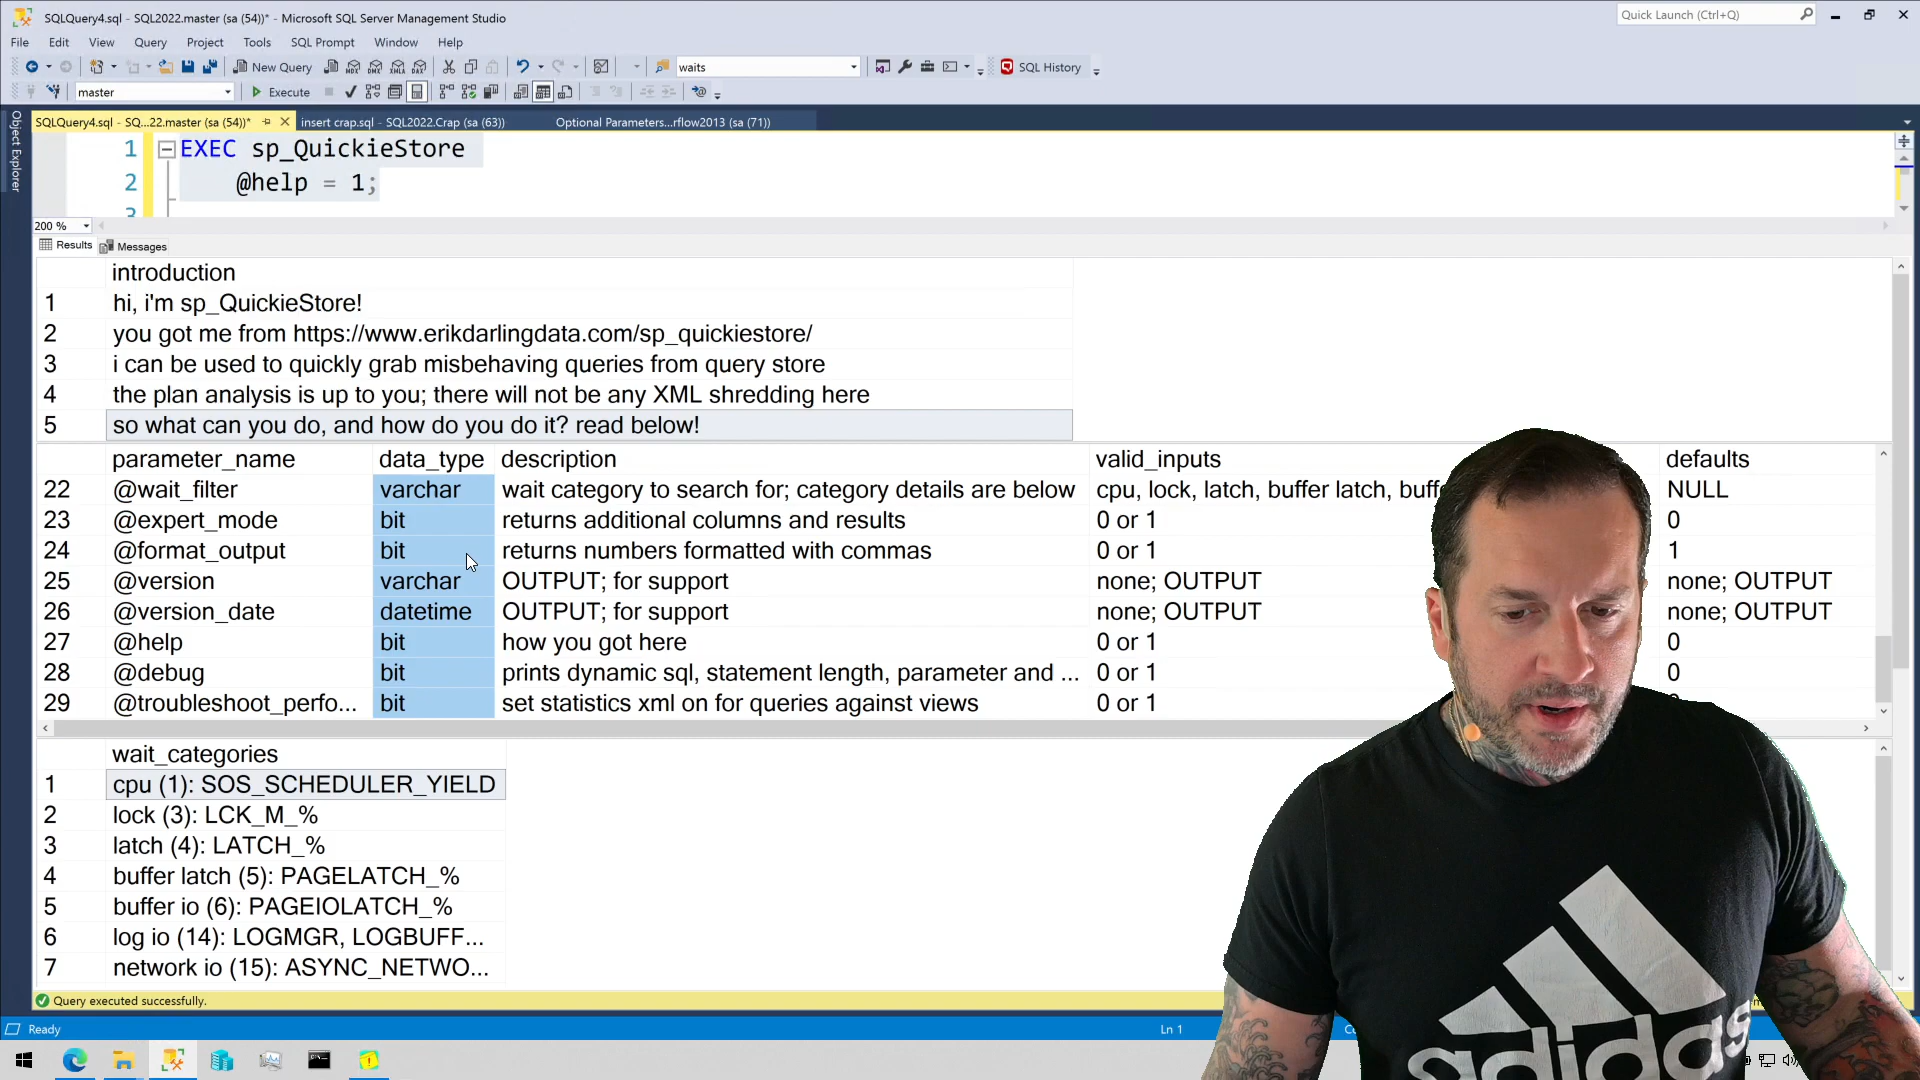 SQLQuery4.sql - SQL2022.master (sa (54))* - Microsoft SQL Server Management Studio
Quick Launch (Ctrl+Q)
File Edit View Query Project Tools SQL Prompt Window Help
New Query
waits
SQL History
master
Execute
Object Explorer
SQLQuery4.sql - SQ...22.master (sa (54))*
insert crap.sql - SQL2022.Crap (sa (63))
Optional Parameters...rflow2013 (sa (71))
1 EXEC sp_QuickieStore
2 @help = 1;
3
200 %
Results Messages
introduction
1 hi, i'm sp_QuickieStore!
2 you got me from https://www.erikdarlingdata.com/sp_quickiestore/
3 i can be used to quickly grab misbehaving queries from query store
4 the plan analysis is up to you; there will not be any XML shredding here
5 so what can you do, and how do you do it? read below!
parameter_name data_type description valid_inputs defaults
22 @wait_filter varchar wait category to search for; category details are below cpu, lock, latch, buffer latch, NULL
23 @expert_mode bit returns additional columns and results 0 or 1 0
24 @format_output bit returns numbers formatted with commas 0 or 1 1
25 @version varchar OUTPUT; for support none; OUTPUT none; OUTPUT
26 @version_date datetime OUTPUT; for support none; OUTPUT none; OUTPUT
27 @help bit how you got here 0 or 1 0
28 @debug bit prints dynamic sql, statement length, parameter and ... 0 or 1 0
29 @troubleshoot_perfo... bit set statistics xml on for queries against views 0 or 1
wait_categories
1 cpu (1): SOS_SCHEDULER_YIELD
2 lock (3): LCK_M_%
3 latch (4): LATCH_%
4 buffer latch (5): PAGELATCH_%
5 buffer io (6): PAGEIOLATCH_%
6 log io (14): LOGMGR, LOGBUFF...
7 network io (15): ASYNC_NETWO...
Query executed successfully.
Ready
Ln 1
adidas